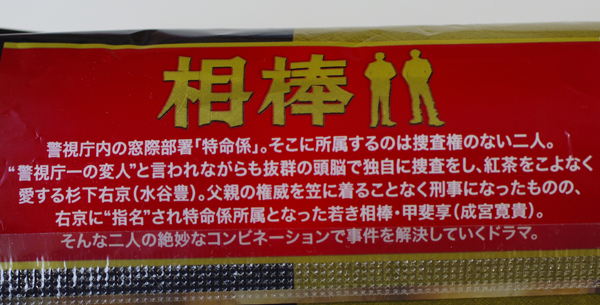 相棒
警視庁内の窓際部署「特命係」。そこに所属するのは捜査権のない二人。
“警視庁一の変人”と言われながらも抜群の頭脳で独自に捜査をし、紅茶をこよなく
愛する杉下右京（水谷豊）。父親の権威を笠に着ることなく刑事になったものの、
右京に“指名”され特命係所属となった若き相棒・甲斐享（成宮寛貴）。
そんな二人の絶妙なコンビネーションで事件を解決していくドラマ。